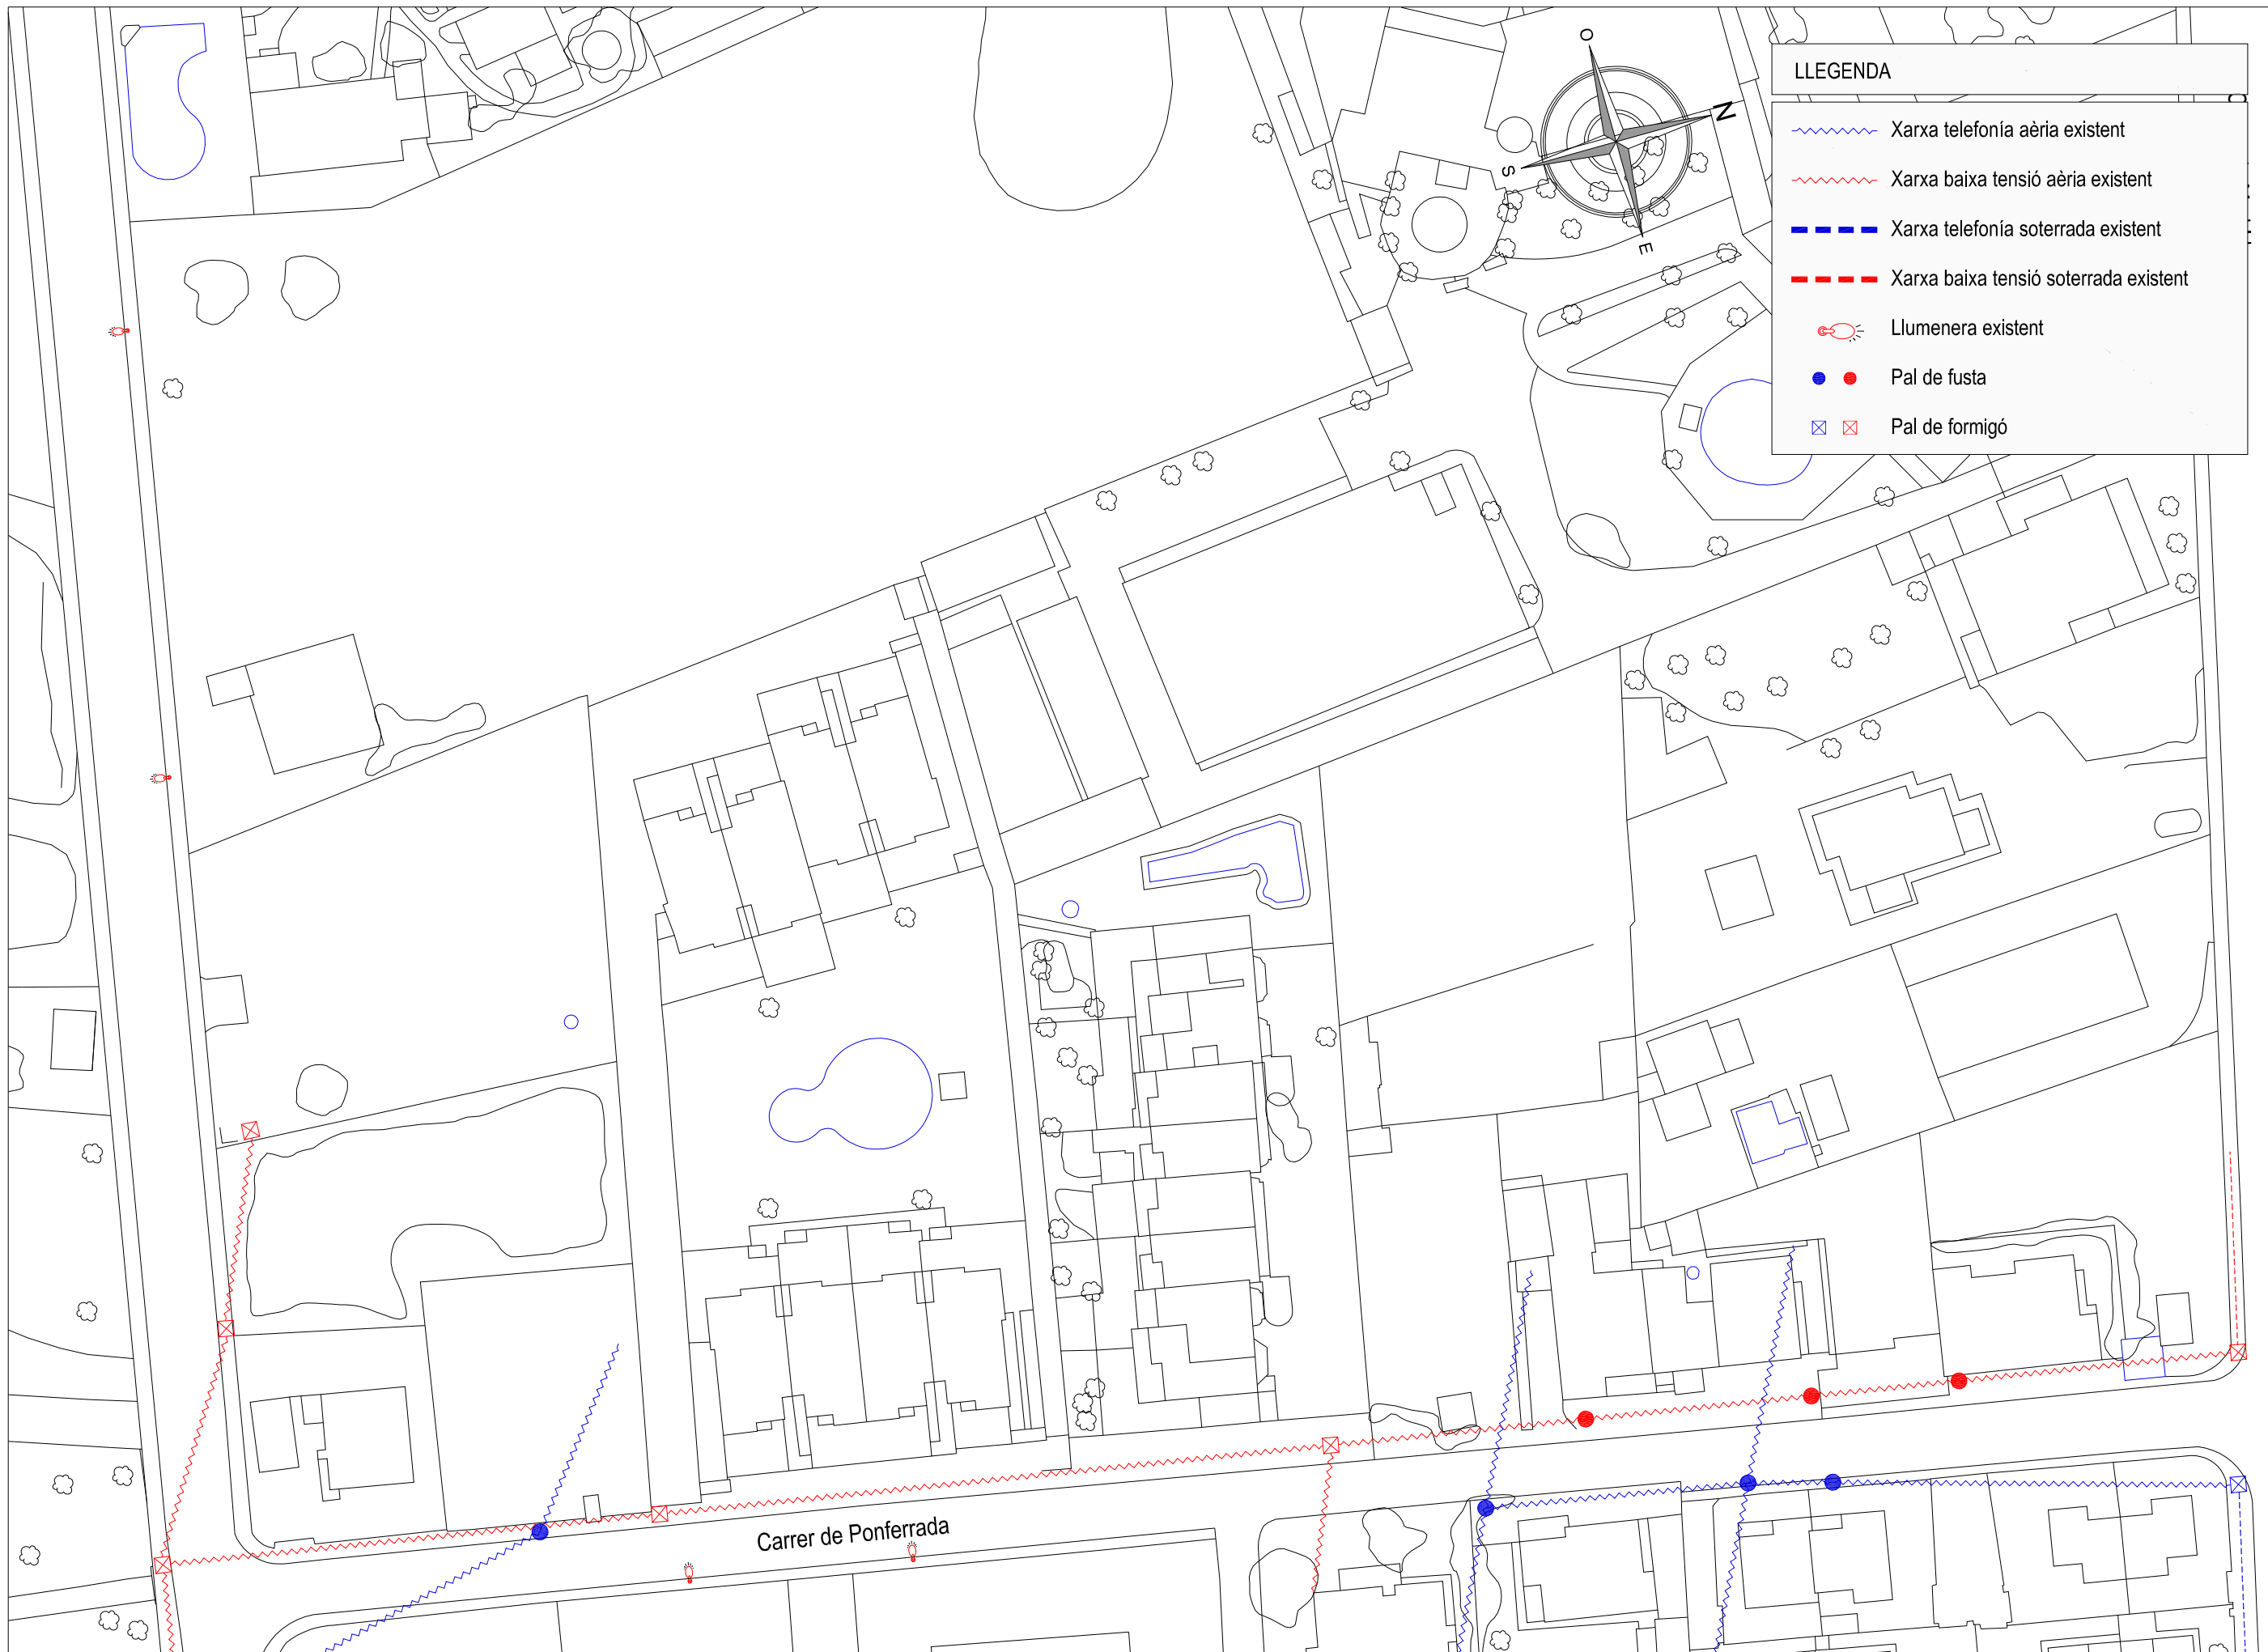 O
N
S
E
LLEGENDA
Xarxa telefonía aèria existent
Xarxa baixa tensió aèria existent
Xarxa telefonía soterrada existent
Xarxa baixa tensió soterrada existent
Llumenera existent
Pal de fusta
Pal de formigó
Carrer de Ponferrada